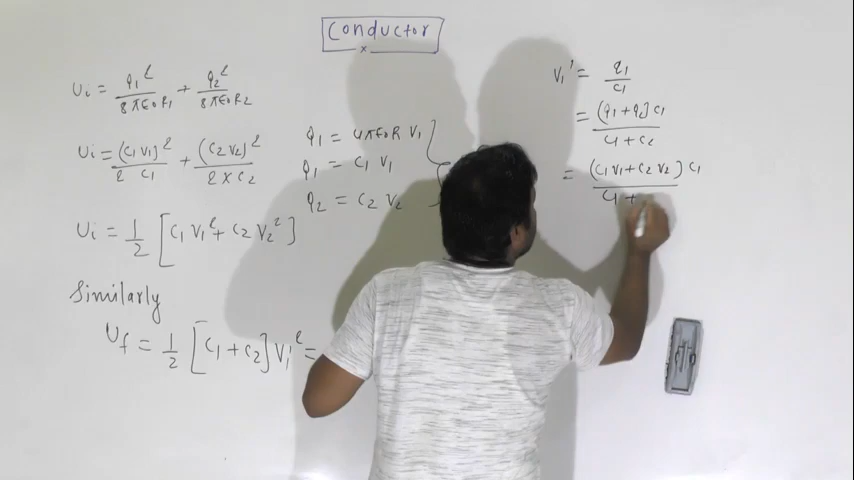 Conductor
x
Ui = q1² / 8πε0R1 + q2² / 8πε0R2
Ui = (C1V1)² / 2 C1 + (C2V2)² / 2 x C2
Ui = 1/2 [C1V1² + C2V2²]
Similarly
Uf = 1/2 [C1 + C2] V1'² =
q1 = 4πε0R V1
q1 = C1 V1
q2 = C2 V2
V1' = q1 / C1
= (q1 + q2) C1 / C1 + C2
= (C1V1 + C2V2) C1 / C1 +